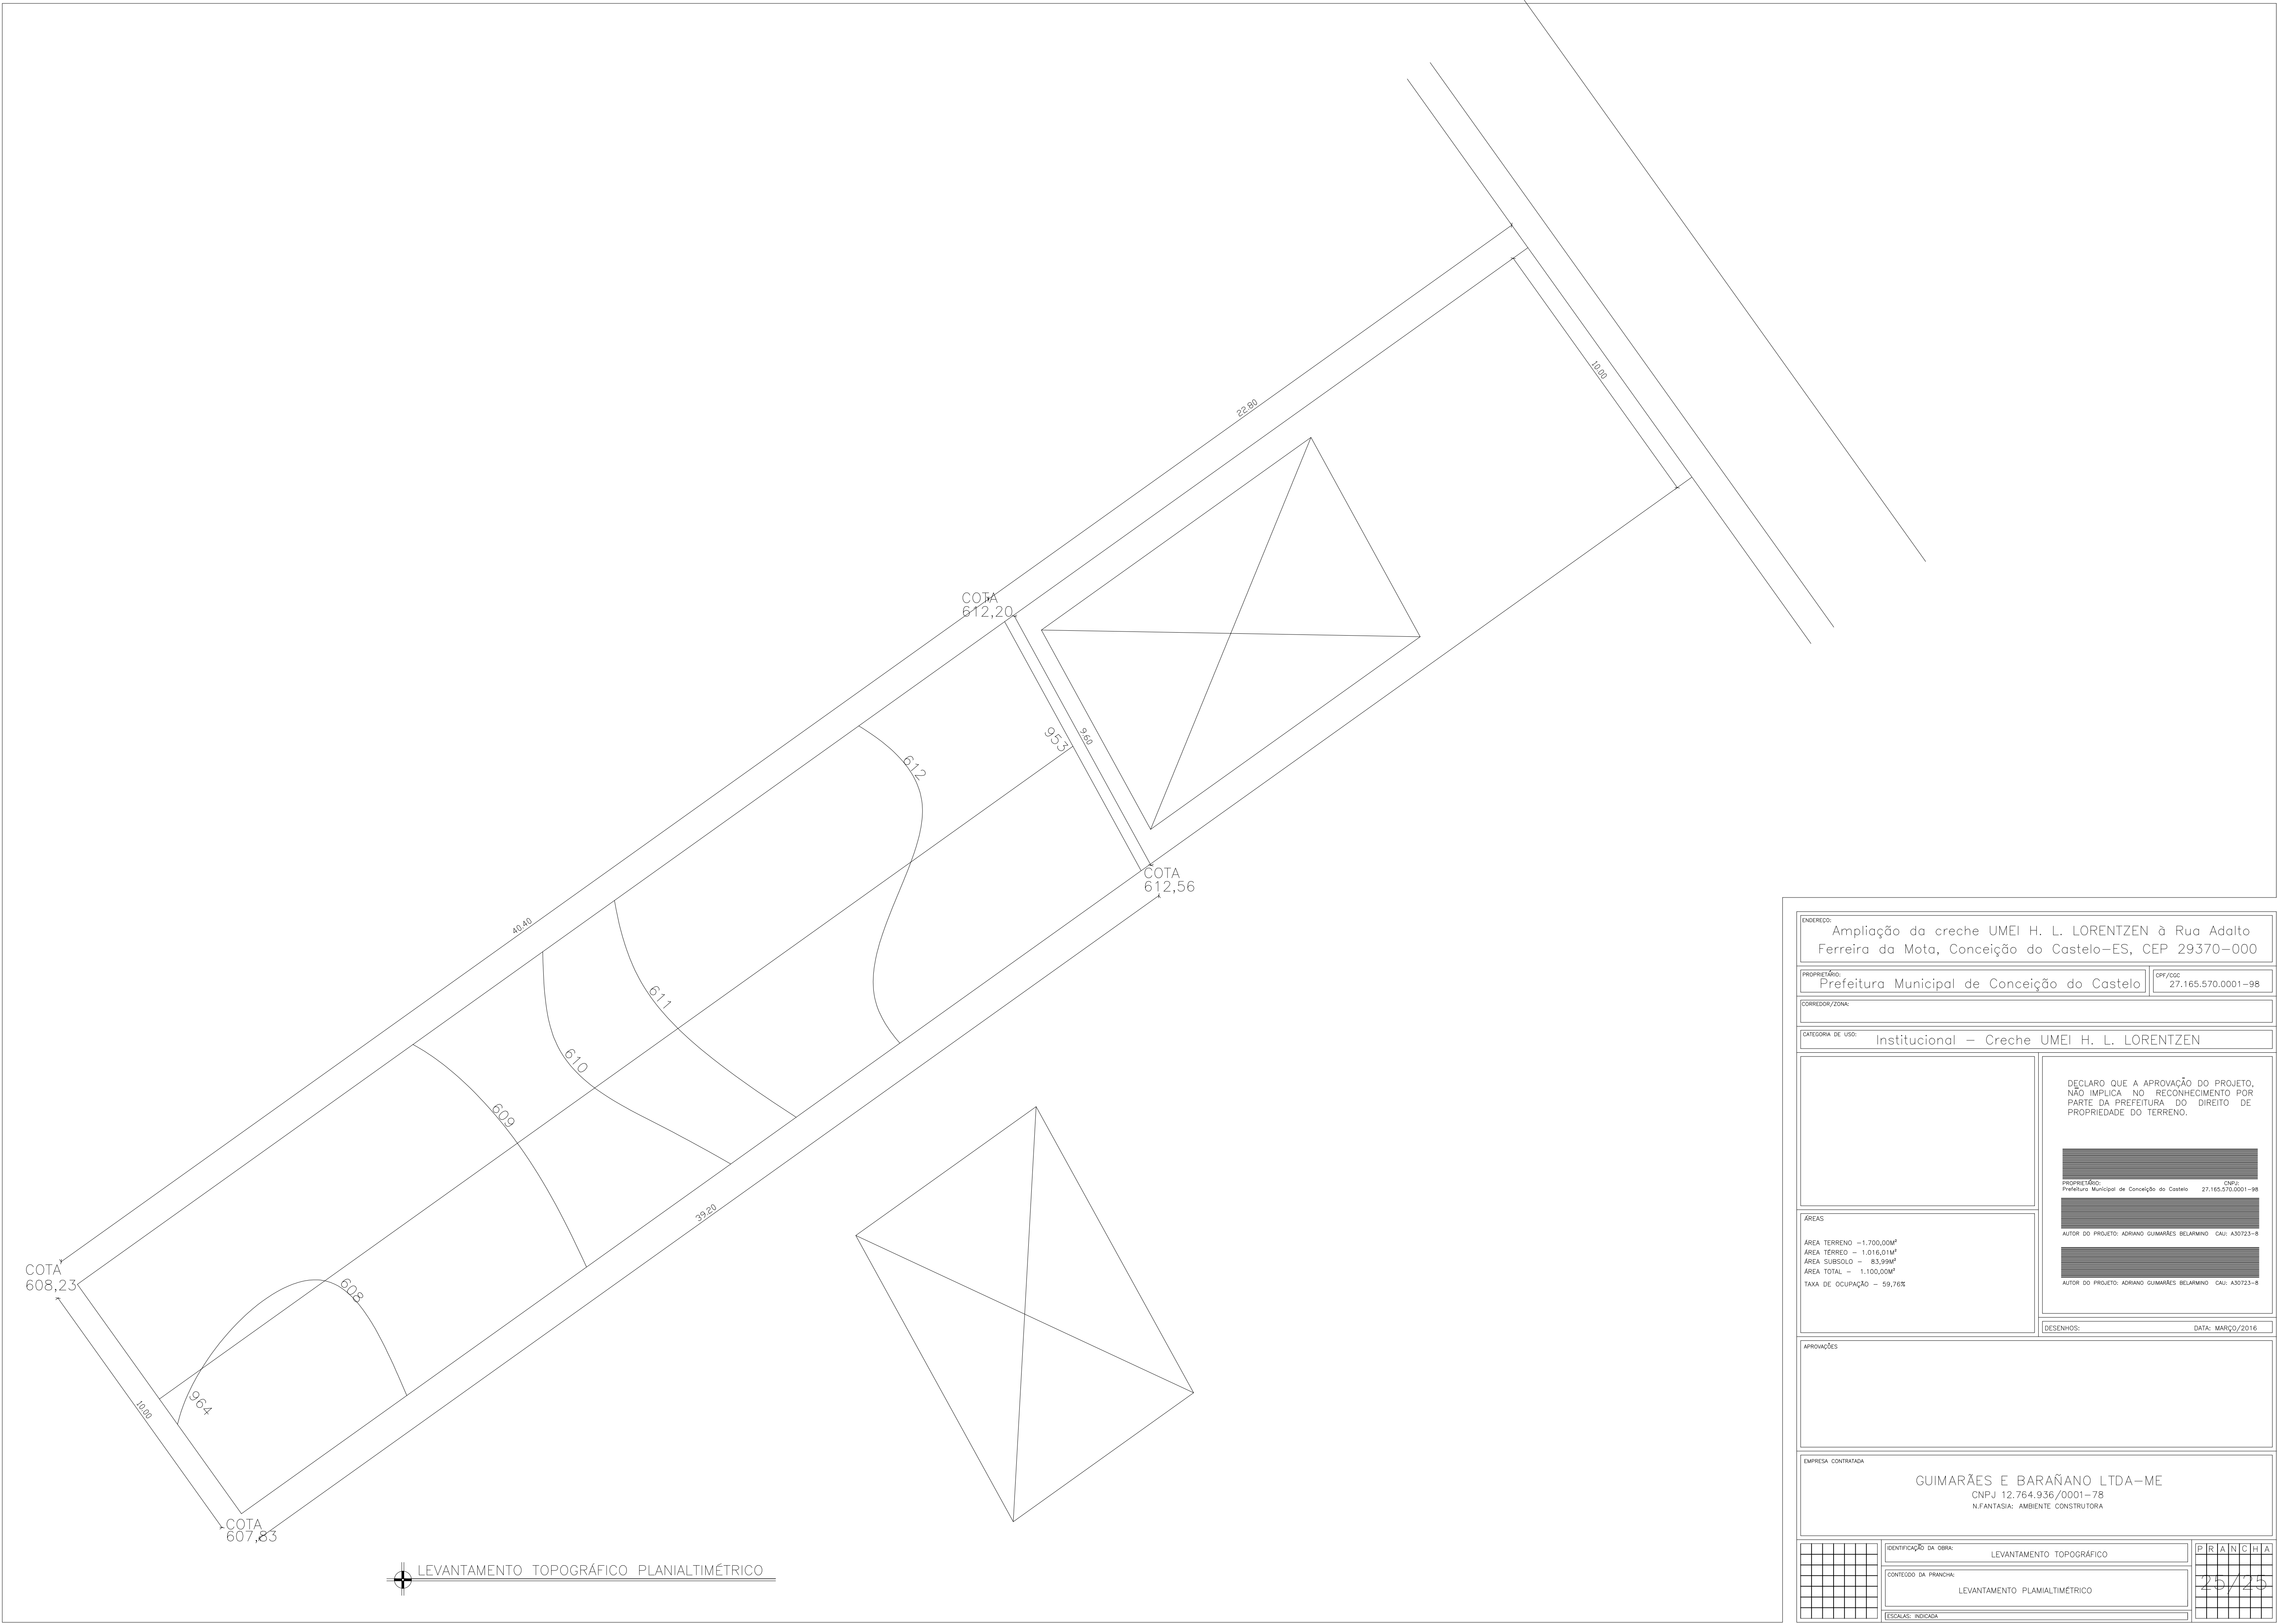 22.80
10.00
COTA
612,20
953
9.60
612
COTA
612,56
40.40
611
610
609
39.20
COTA
608,23
608
964
10.00
COTA
607,83
LEVANTAMENTO TOPOGRÁFICO PLANIALTIMÉTRICO
ENDEREÇO:
Ampliação da creche UMEI H. L. LORENTZEN à Rua Adalto
Ferreira da Mota, Conceição do Castelo-ES, CEP 29370-000
PROPRIETÁRIO:
Prefeitura Municipal de Conceição do Castelo
CPF/CGC
27.165.570.0001-98
CORREDOR/ZONA:
CATEGORIA DE USO:
Institucional - Creche UMEI H. L. LORENTZEN
DECLARO QUE A APROVAÇÃO DO PROJETO,
NÃO IMPLICA NO RECONHECIMENTO POR
PARTE DA PREFEITURA DO DIREITO DE
PROPRIEDADE DO TERRENO.
PROPRIETÁRIO: CNPJ:
Prefeitura Municipal de Conceição do Castelo 27.165.570.0001-98
AUTOR DO PROJETO: ADRIANO GUIMARÃES BELARMINO CAU: A30723-8
AUTOR DO PROJETO: ADRIANO GUIMARÃES BELARMINO CAU: A30723-8
ÁREAS
ÁREA TERRENO -1.700,00M²
ÁREA TÉRREO - 1.016,01M²
ÁREA SUBSOLO - 83,99M²
ÁREA TOTAL - 1.100,00M²
TAXA DE OCUPAÇÃO - 59,76%
DESENHOS:
DATA: MARÇO/2016
APROVAÇÕES
EMPRESA CONTRATADA
GUIMARÃES E BARAÑANO LTDA-ME
CNPJ 12.764.936/0001-78
N.FANTASIA: AMBIENTE CONSTRUTORA
IDENTIFICAÇÃO DA OBRA:
LEVANTAMENTO TOPOGRÁFICO
CONTEÚDO DA PRANCHA:
LEVANTAMENTO PLAMIALTIMÉTRICO
ESCALAS: INDICADA
PRANCHA
25/25